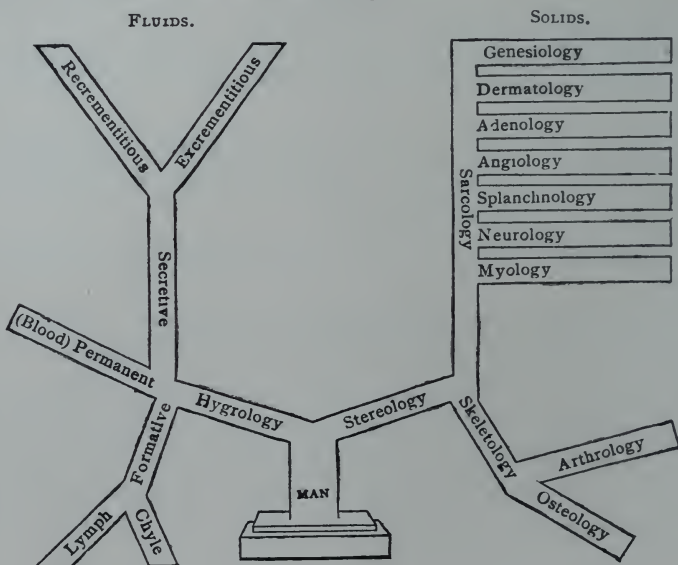 FLUIDS.
SOLIDS.
Recrementitious
Excrementitious
Secretive
(Blood) Permanent
Formative
Lymph
Chyle
Hygrology
MAN
Stereology
Sarcology
Genesiology
Dermatology
Adenology
Angiology
Splanchnology
Neurology
Myology
Skeletology
Arthrology
Osteology